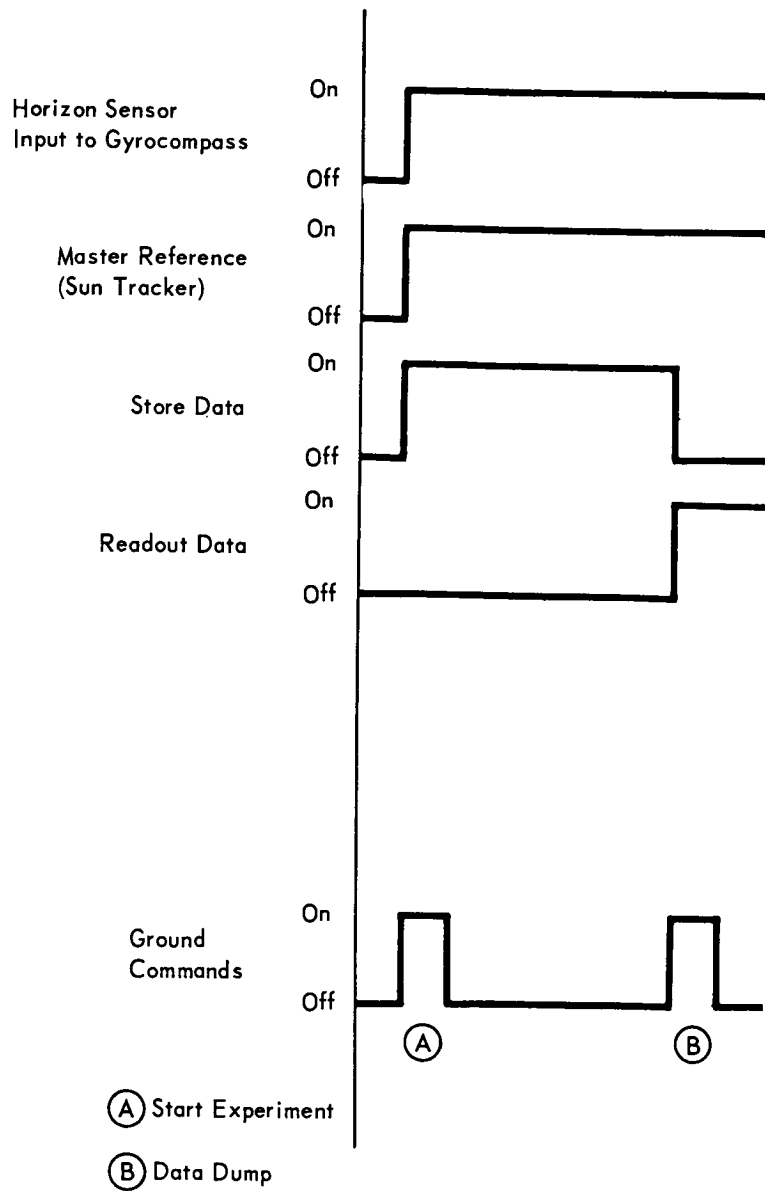 On
Horizon Sensor
Input to Gyrocompass
Off
On
Master Reference
(Sun Tracker)
Off
On
Store Data
Off
On
Readout Data
Off
On
Ground
Commands
Off
A
B
A Start Experiment
B Data Dump